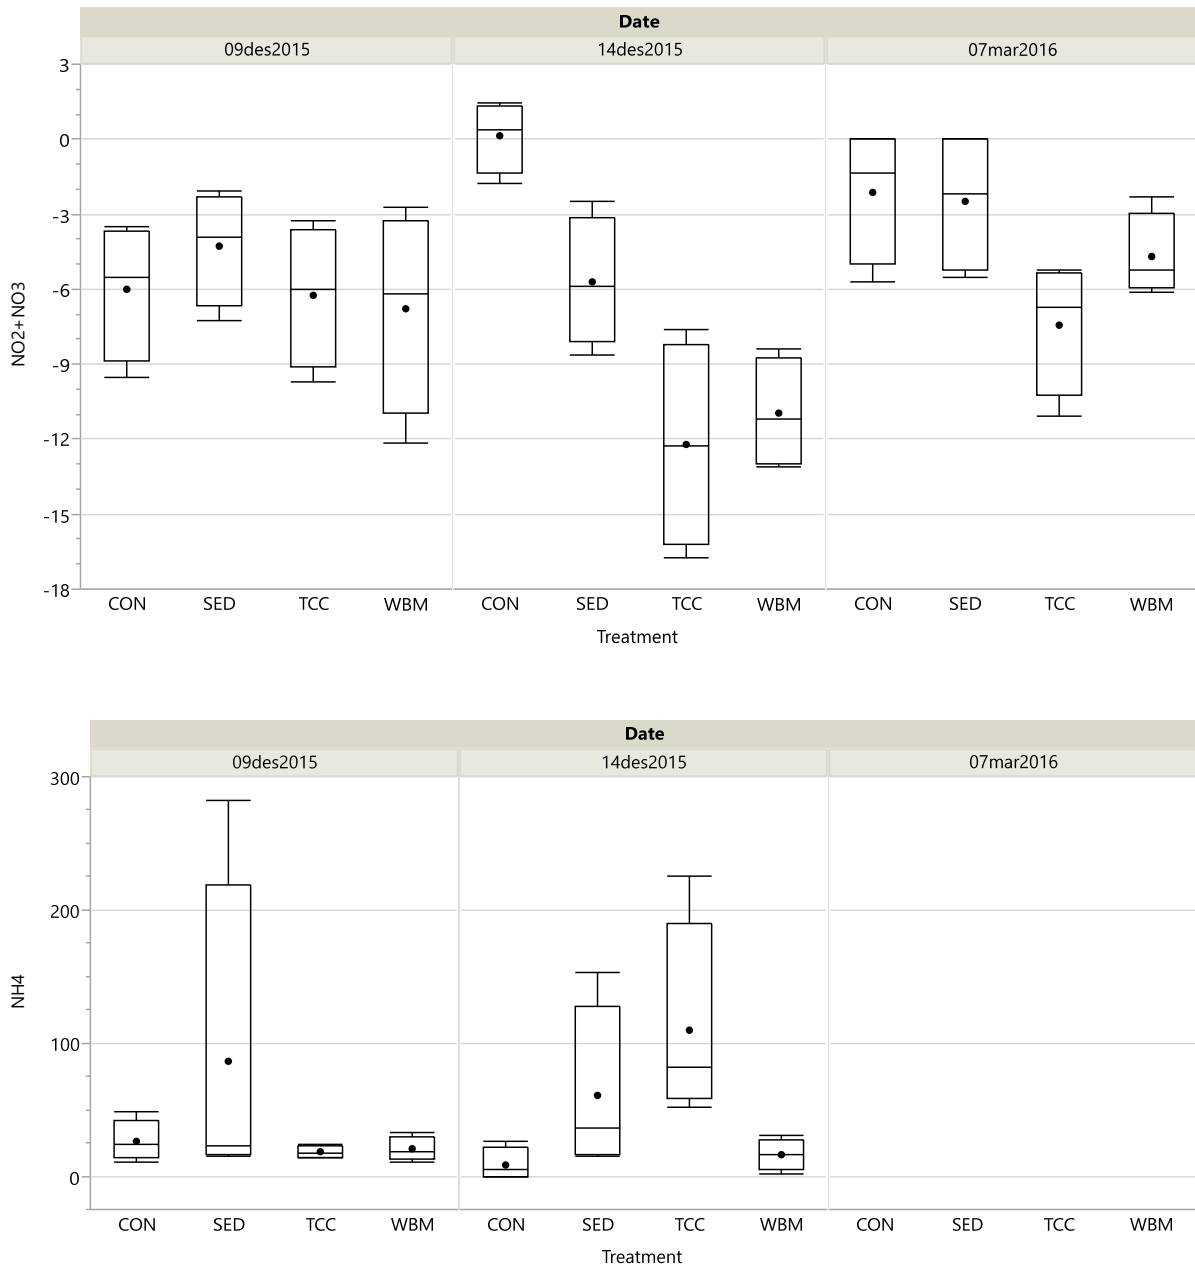 Date
09des2015 14des2015 07mar2016
3
0
-3
-6
-9
-12
-15
-18
NO2+NO3
CON SED TCC WBM CON SED TCC WBM CON SED TCC WBM
Treatment
Date
09des2015 14des2015 07mar2016
300
200
100
0
NH4
CON SED TCC WBM CON SED TCC WBM CON SED TCC WBM
Treatment